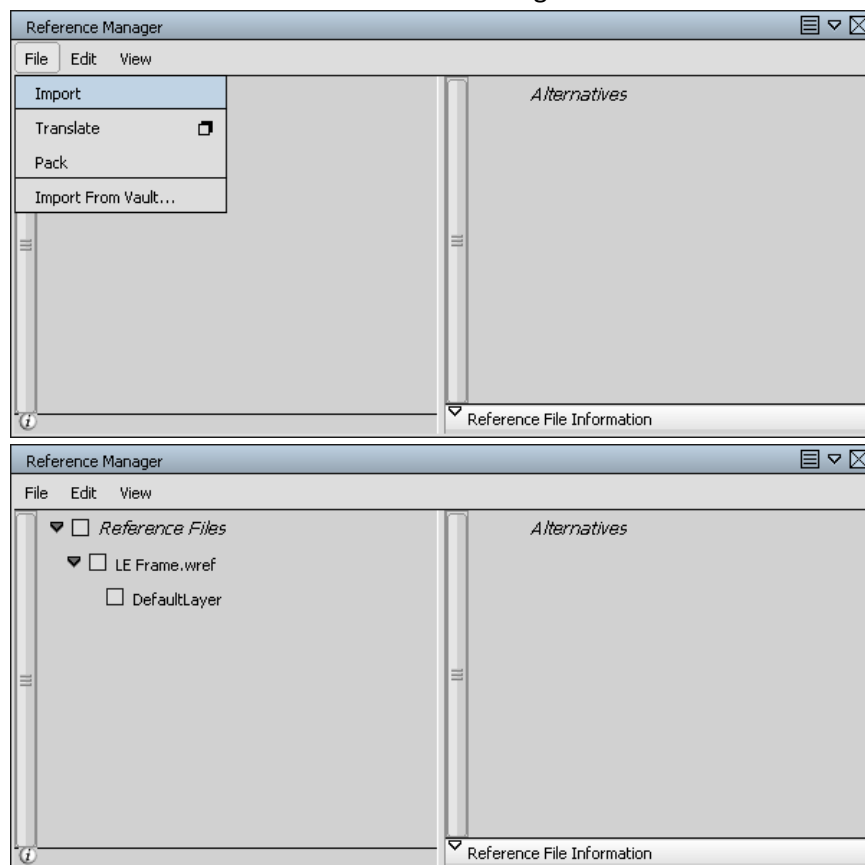 Reference Manager
File Edit View
Import
Translate
Pack
Import From Vault...
Alternatives
Reference File Information
Reference Manager
File Edit View
Reference Files
LE Frame.wref
DefaultLayer
Alternatives
Reference File Information